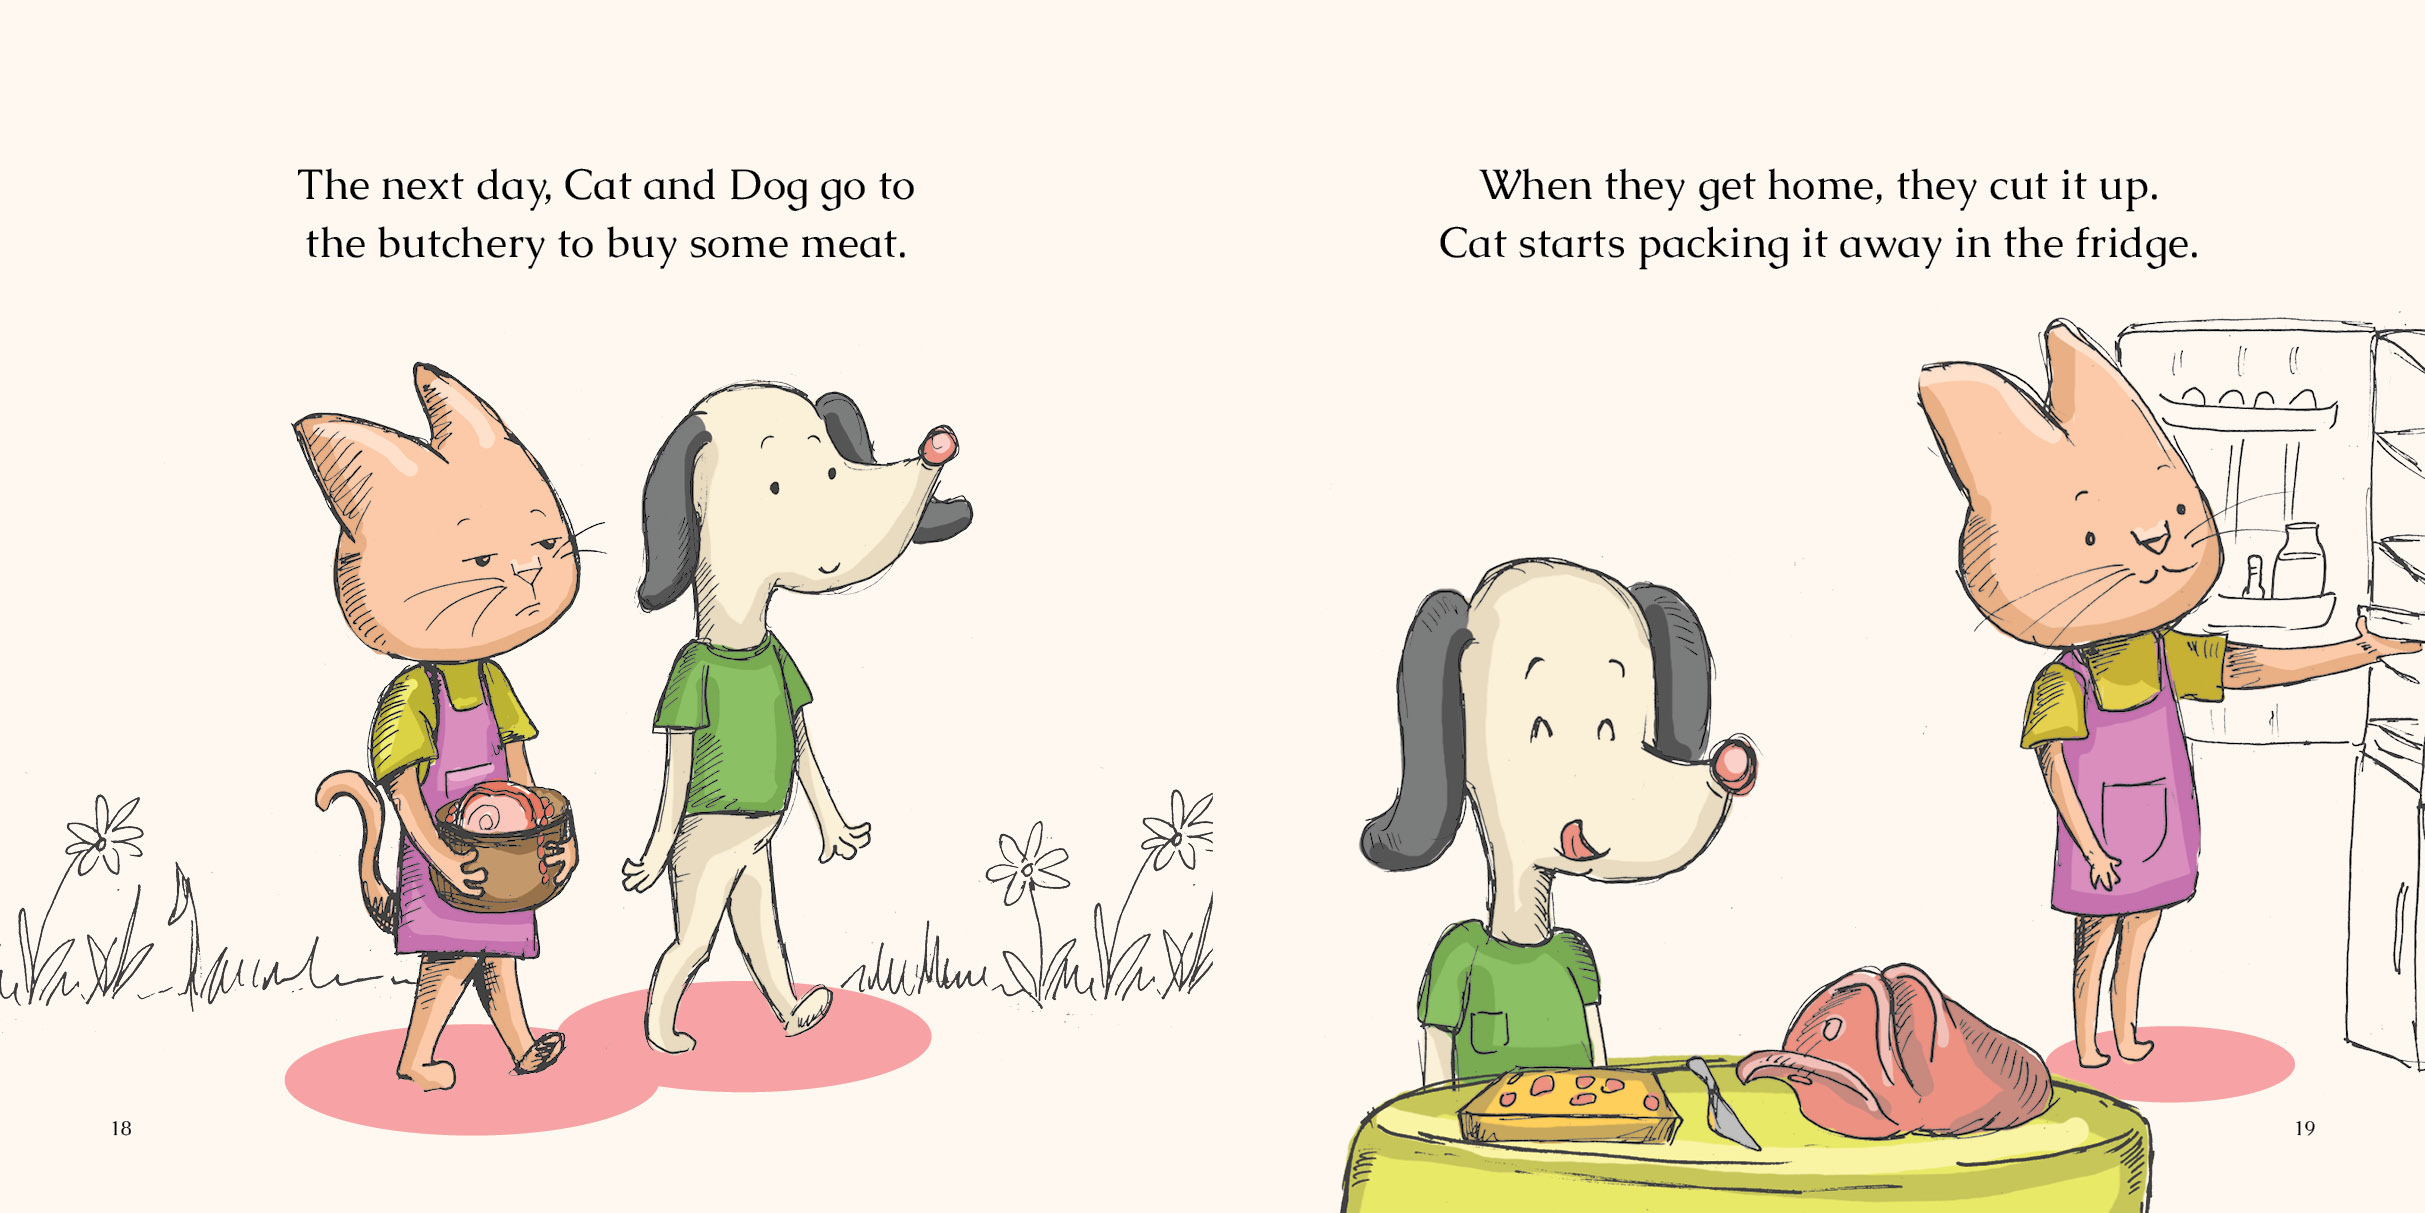 The next day, Cat and Dog go to
the butchery to buy some meat.
18
When they get home, they cut it up.
Cat starts packing it away in the fridge.
19